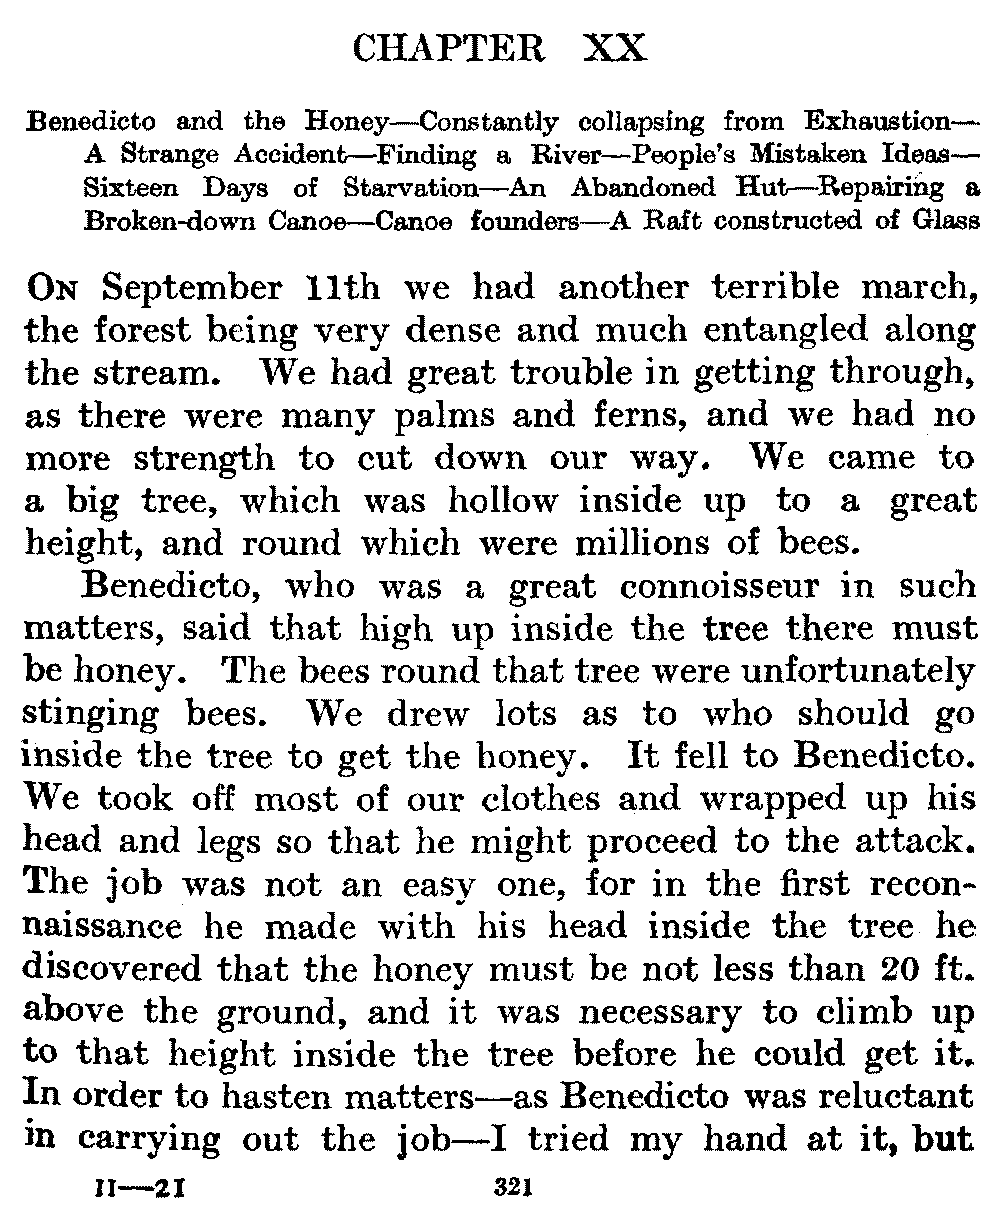 CHAPTER XX
Benedicto and the Honey—Constantly collapsing from Exhaustion—
A Strange Accident—Finding a River—People's Mistaken Ideas—
Sixteen Days of Starvation—An Abandoned Hut—Repairing a
Broken-down Canoe—Canoe founders—A Raft constructed of Glass
ON September 11th we had another terrible march,
the forest being very dense and much entangled along
the stream. We had great trouble in getting through,
as there were many palms and ferns, and we had no
more strength to cut down our way. We came to
a big tree, which was hollow inside up to a great
height, and round which were millions of bees.
Benedicto, who was a great connoisseur in such
matters, said that high up inside the tree there must
be honey. The bees round that tree were unfortunately
stinging bees. We drew lots as to who should go
inside the tree to get the honey. It fell to Benedicto.
We took off most of our clothes and wrapped up his
head and legs so that he might proceed to the attack.
The job was not an easy one, for in the first recon-
naissance he made with his head inside the tree he
discovered that the honey must be not less than 20 ft.
above the ground, and it was necessary to climb up
to that height inside the tree before he could get it.
In order to hasten matters—as Benedicto was reluctant
in carrying out the job—I tried my hand at it, but
II—21 321